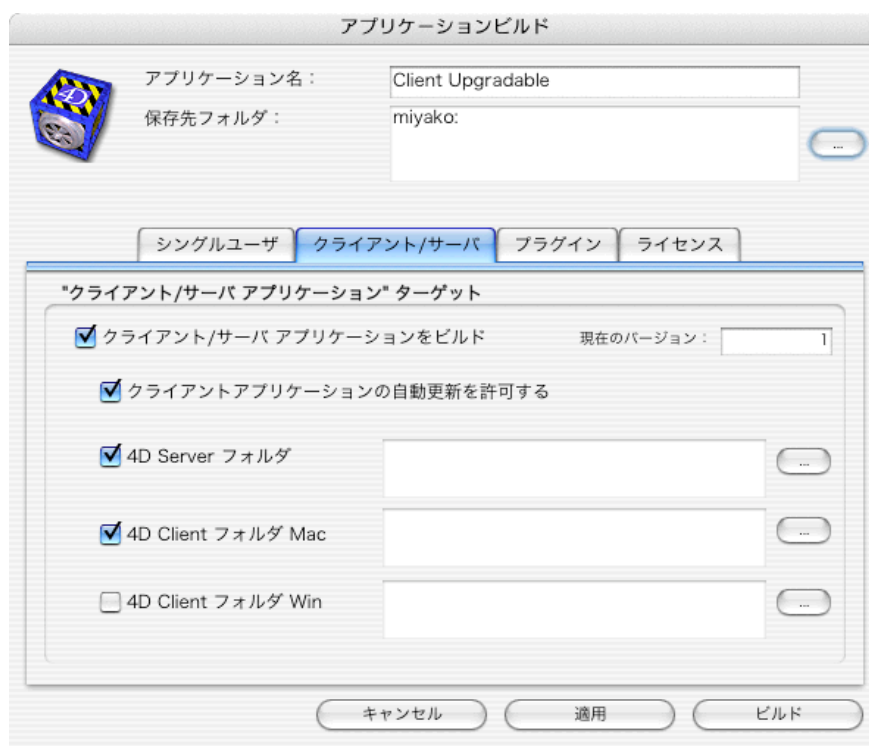 アプリケーションビルド
アプリケーション名：
Client Upgradable
保存先フォルダ：
miyako:
...
シングルユーザ
クライアント/サーバ
プラグイン
ライセンス
"クライアント/サーバ アプリケーション" ターゲット
クライアント/サーバ アプリケーションをビルド
現在のバージョン：
1
クライアントアプリケーションの自動更新を許可する
4D Server フォルダ
...
4D Client フォルダ Mac
...
4D Client フォルダ Win
...
キャンセル
適用
ビルド